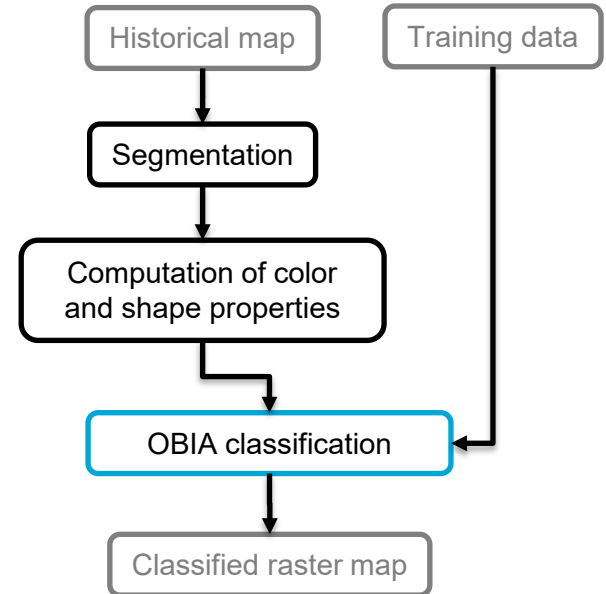 Historical map
Training data
Segmentation
Computation of color
and shape properties
OBIA classification
Classified raster map